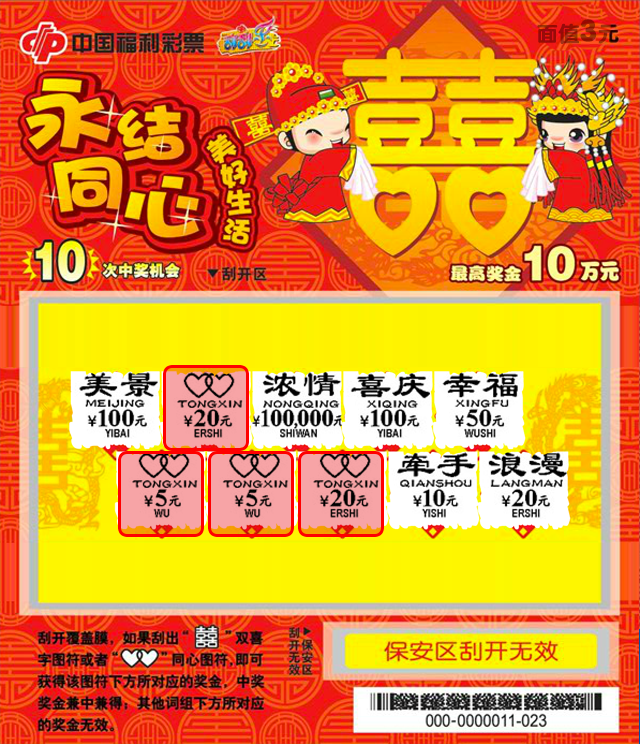 中国福利彩票
面值3元
永结同心
美好生活
囍
囍
10次中奖机会
▼刮开区
最高奖金10万元
美景
MEIJING
¥100元
YIBAI
TONGXIN
¥20元
ERSHI
浓情
NONGQING
¥100,000元
SHIWAN
喜庆
XIQING
¥100元
YIBAI
幸福
XINGFU
¥50元
WUSHI
TONGXIN
¥5元
WU
TONGXIN
¥5元
WU
TONGXIN
¥20元
ERSHI
牵手
QIANSHOU
¥10元
YISHI
浪漫
LANGMAN
¥20元
ERSHI
刮开覆盖膜，如果刮出“囍”双喜
字图符或者“ ”同心图符，即可
获得该图符下方所对应的奖金，中奖
奖金兼中兼得；其他词组下方所对应
的奖金无效。
▶保安区
刮开无效
保安区刮开无效
000-0000011-023